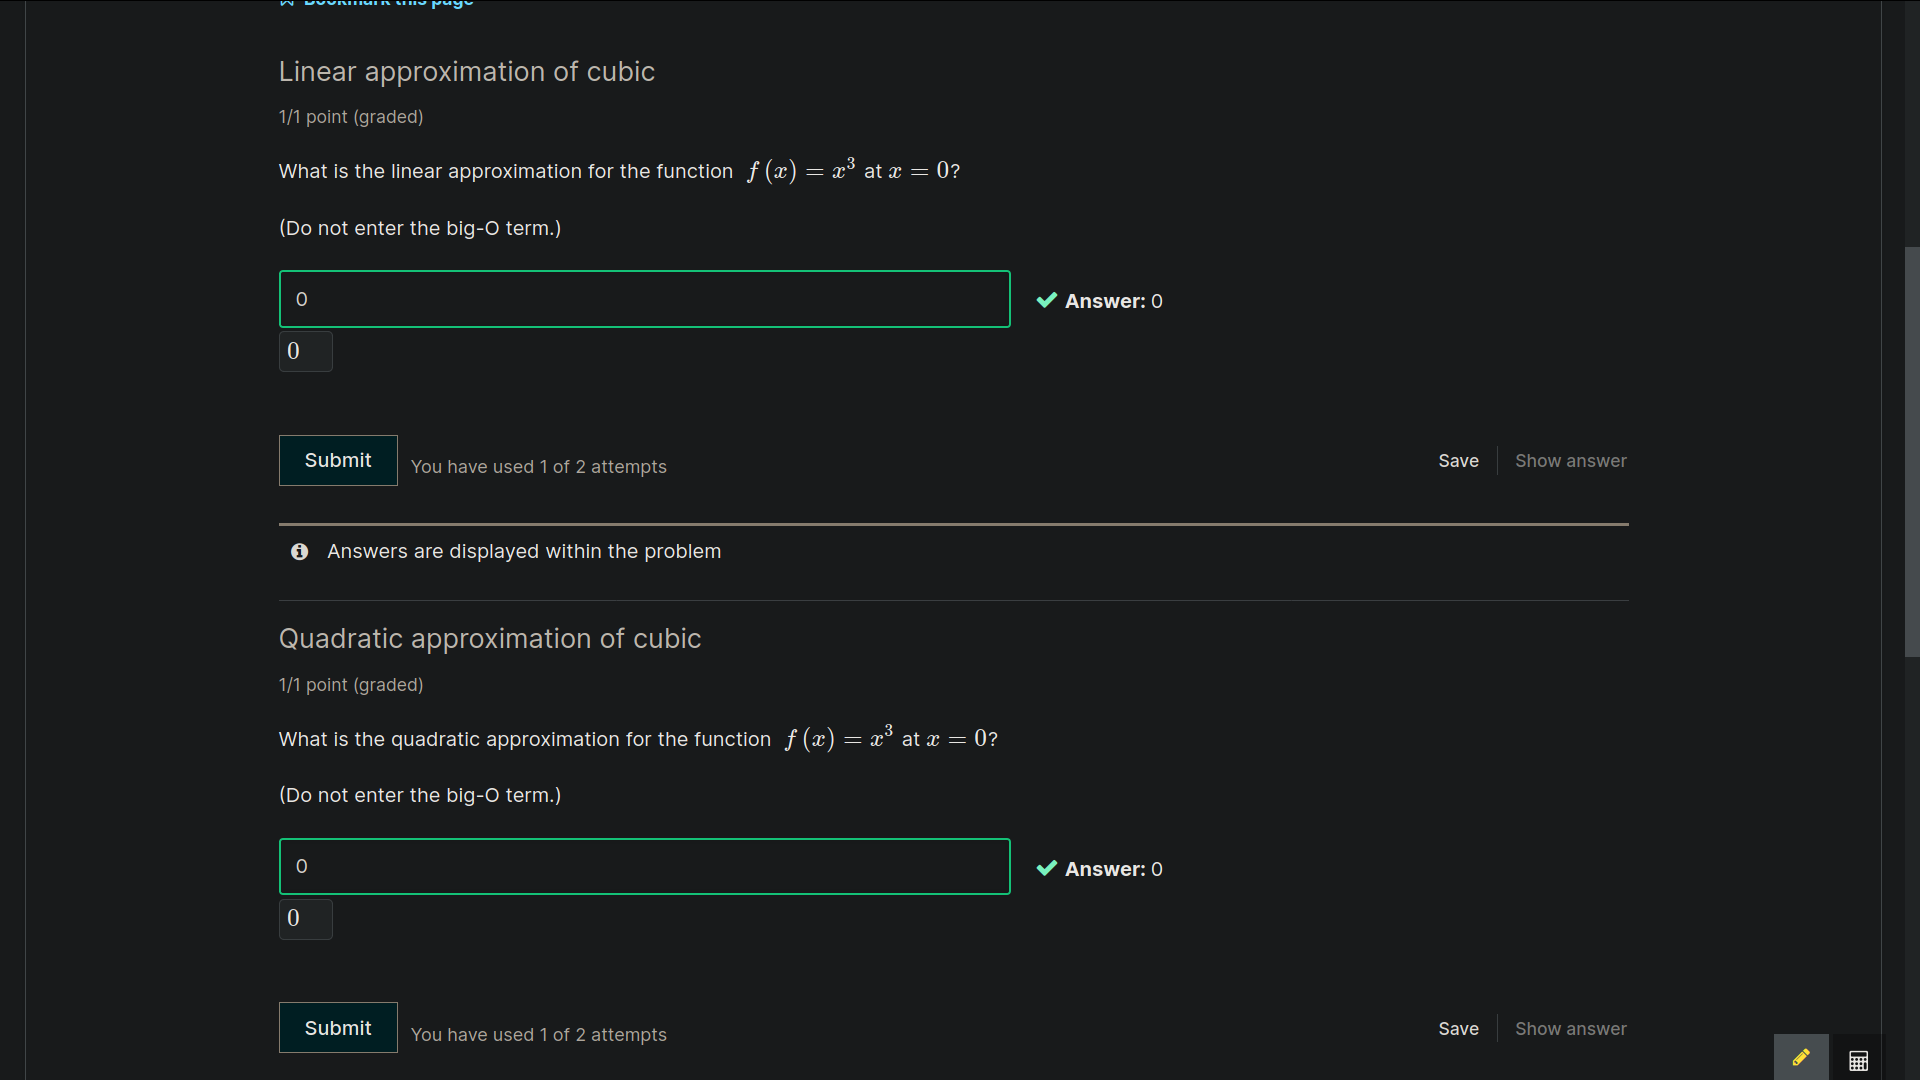 Bookmark this page
Linear approximation of cubic
1/1 point (graded)
What is the linear approximation for the function f (x) = x³ at x = 0?
(Do not enter the big-O term.)
0
Answer: 0
0
Submit
You have used 1 of 2 attempts
Save
Show answer
Answers are displayed within the problem
Quadratic approximation of cubic
1/1 point (graded)
What is the quadratic approximation for the function f (x) = x³ at x = 0?
(Do not enter the big-O term.)
0
Answer: 0
0
Submit
You have used 1 of 2 attempts
Save
Show answer